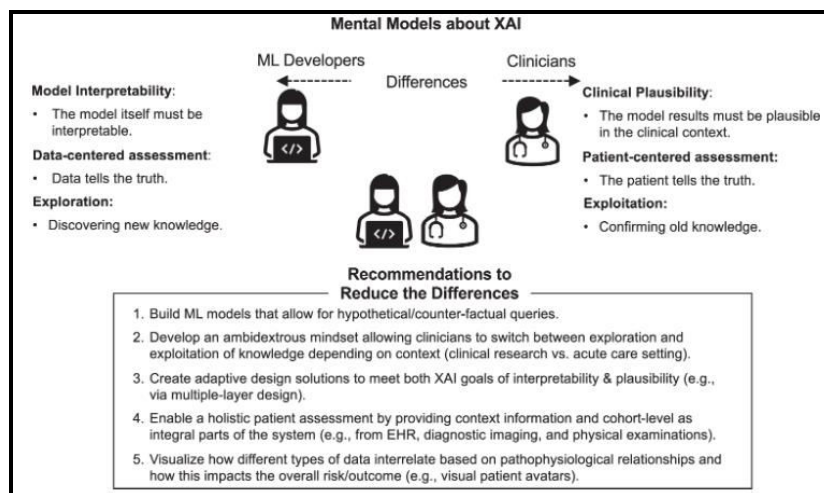 Mental Models about XAI
ML Developers
Clinicians
Differences
Model Interpretability:
• The model itself must be
interpretable.
Data-centered assessment:
• Data tells the truth.
Exploration:
• Discovering new knowledge.
</>
Clinical Plausibility:
• The model results must be plausible
in the clinical context.
Patient-centered assessment:
• The patient tells the truth.
Exploitation:
• Confirming old knowledge.
</>
Recommendations to
Reduce the Differences
1. Build ML models that allow for hypothetical/counter-factual queries.
2. Develop an ambidextrous mindset allowing clinicians to switch between exploration and
exploitation of knowledge depending on context (clinical research vs. acute care setting).
3. Create adaptive design solutions to meet both XAI goals of interpretability & plausibility (e.g.,
via multiple-layer design).
4. Enable a holistic patient assessment by providing context information and cohort-level as
integral parts of the system (e.g., from EHR, diagnostic imaging, and physical examinations).
5. Visualize how different types of data interrelate based on pathophysiological relationships and
how this impacts the overall risk/outcome (e.g., visual patient avatars).